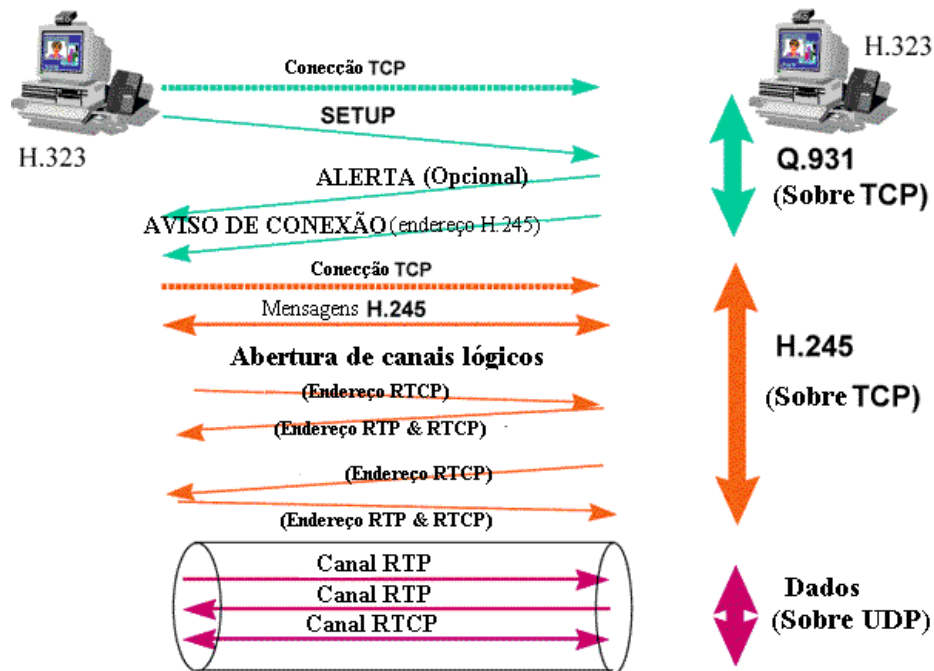 H.323
H.323
Conecção TCP
SETUP
ALERTA (Opcional)
AVISO DE CONEXÃO (endereço H.245)
Q.931
(Sobre TCP)
Conecção TCP
Mensagens H.245
Abertura de canais lógicos
(Endereço RTCP)
(Endereço RTP & RTCP)
(Endereço RTCP)
(Endereço RTP & RTCP)
H.245
(Sobre TCP)
Canal RTP
Canal RTP
Canal RTCP
Dados
(Sobre UDP)